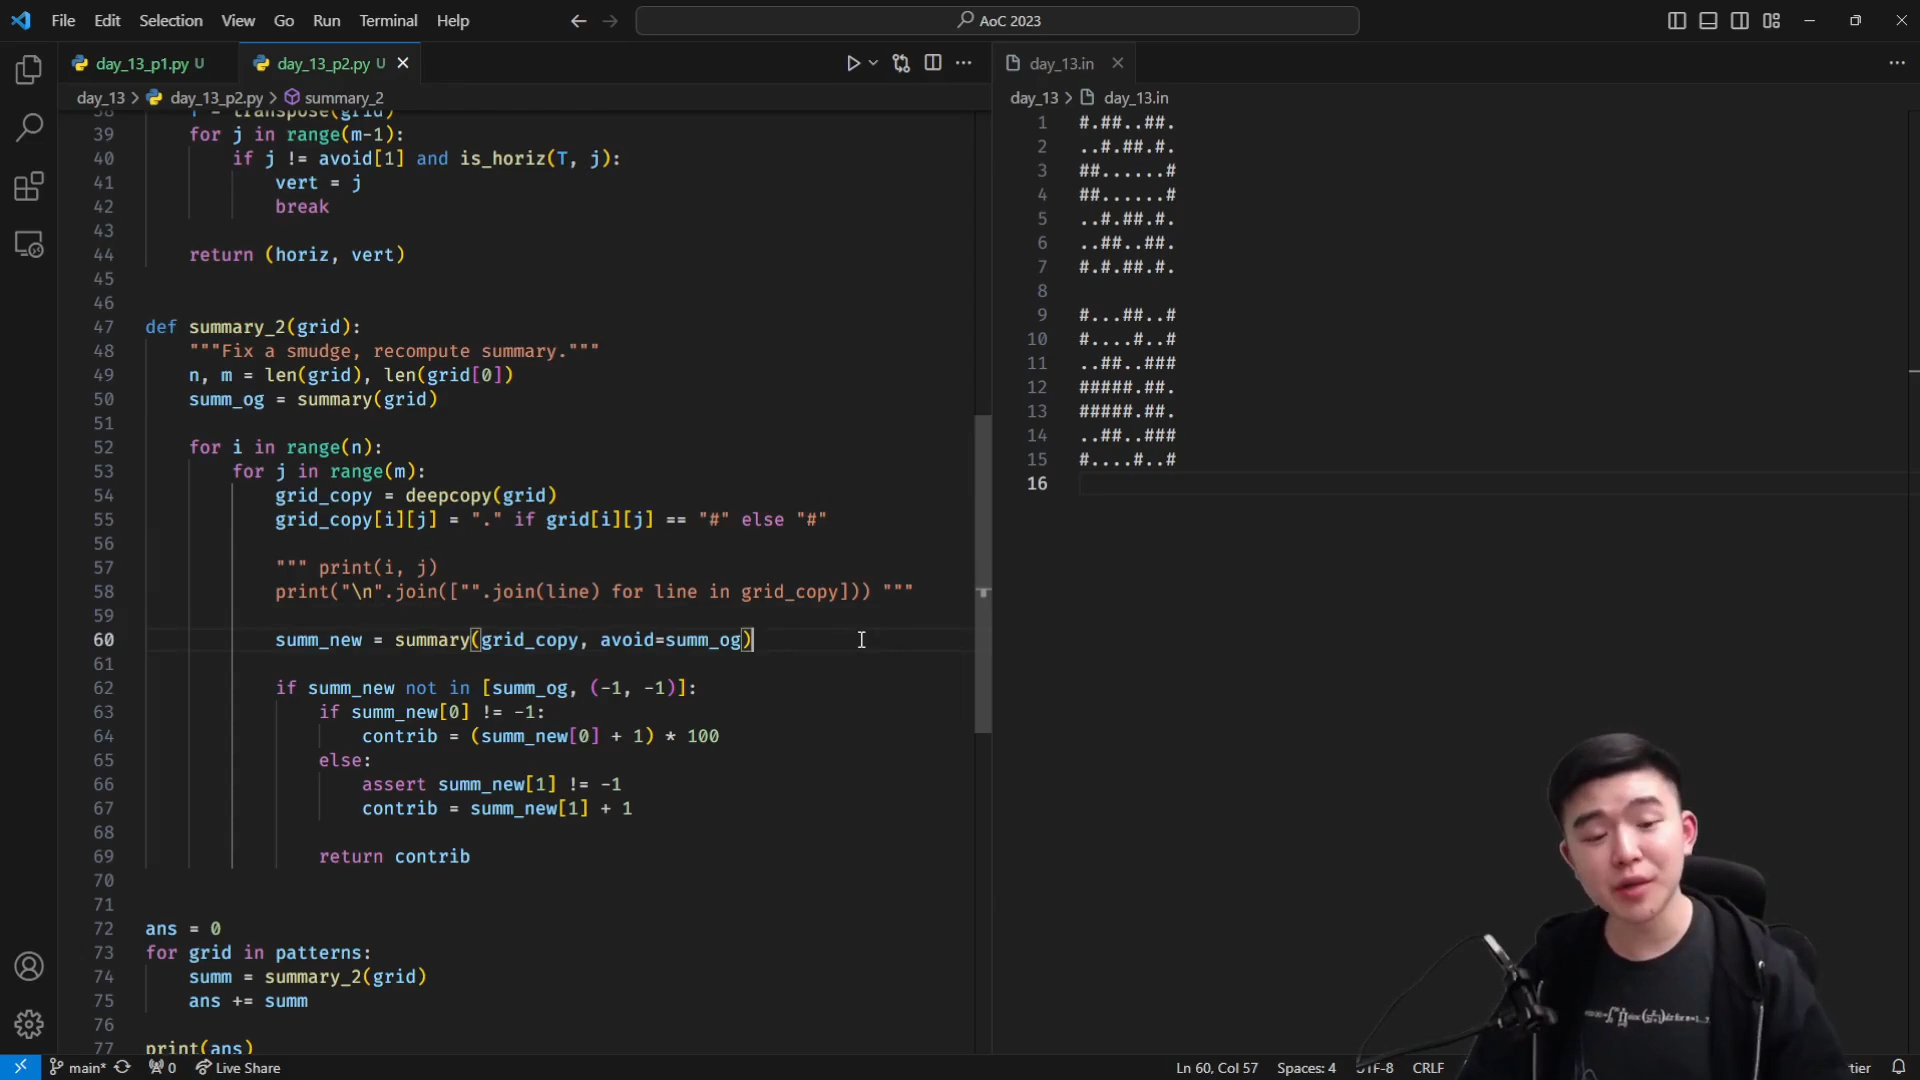 File Edit Selection View Go Run Terminal Help
AoC 2023
day_13_p1.py U
day_13_p2.py U
day_13.in
day_13 > day_13_p2.py > summary_2
day_13 > day_13.in
38 T = transpose(grid)
39 for j in range(m-1):
40 if j != avoid[1] and is_horiz(T, j):
41 vert = j
42 break
43
44 return (horiz, vert)
45
46
47 def summary_2(grid):
48 """Fix a smudge, recompute summary."""
49 n, m = len(grid), len(grid[0])
50 summ_og = summary(grid)
51
52 for i in range(n):
53 for j in range(m):
54 grid_copy = deepcopy(grid)
55 grid_copy[i][j] = "." if grid[i][j] == "#" else "#"
56
57 """ print(i, j)
58 print("\n".join(["".join(line) for line in grid_copy])) """
59
60 summ_new = summary(grid_copy, avoid=summ_og)
61
62 if summ_new not in [summ_og, (-1, -1)]:
63 if summ_new[0] != -1:
64 contrib = (summ_new[0] + 1) * 100
65 else:
66 assert summ_new[1] != -1
67 contrib = summ_new[1] + 1
68
69 return contrib
70
71
72 ans = 0
73 for grid in patterns:
74 summ = summary_2(grid)
75 ans += summ
76
77 print(ans)
1 #.##..##.
2 ..#.##.#.
3 ##......#
4 ##......#
5 ..#.##.#.
6 ..##..##.
7 #.#.##.#.
8
9 #...##..#
10 #....#..#
11 ..##..###
12 #####.##.
13 #####.##.
14 ..##..###
15 #....#..#
16
main* 0 Live Share
Ln 60, Col 57 Spaces: 4 UTF-8 CRLF